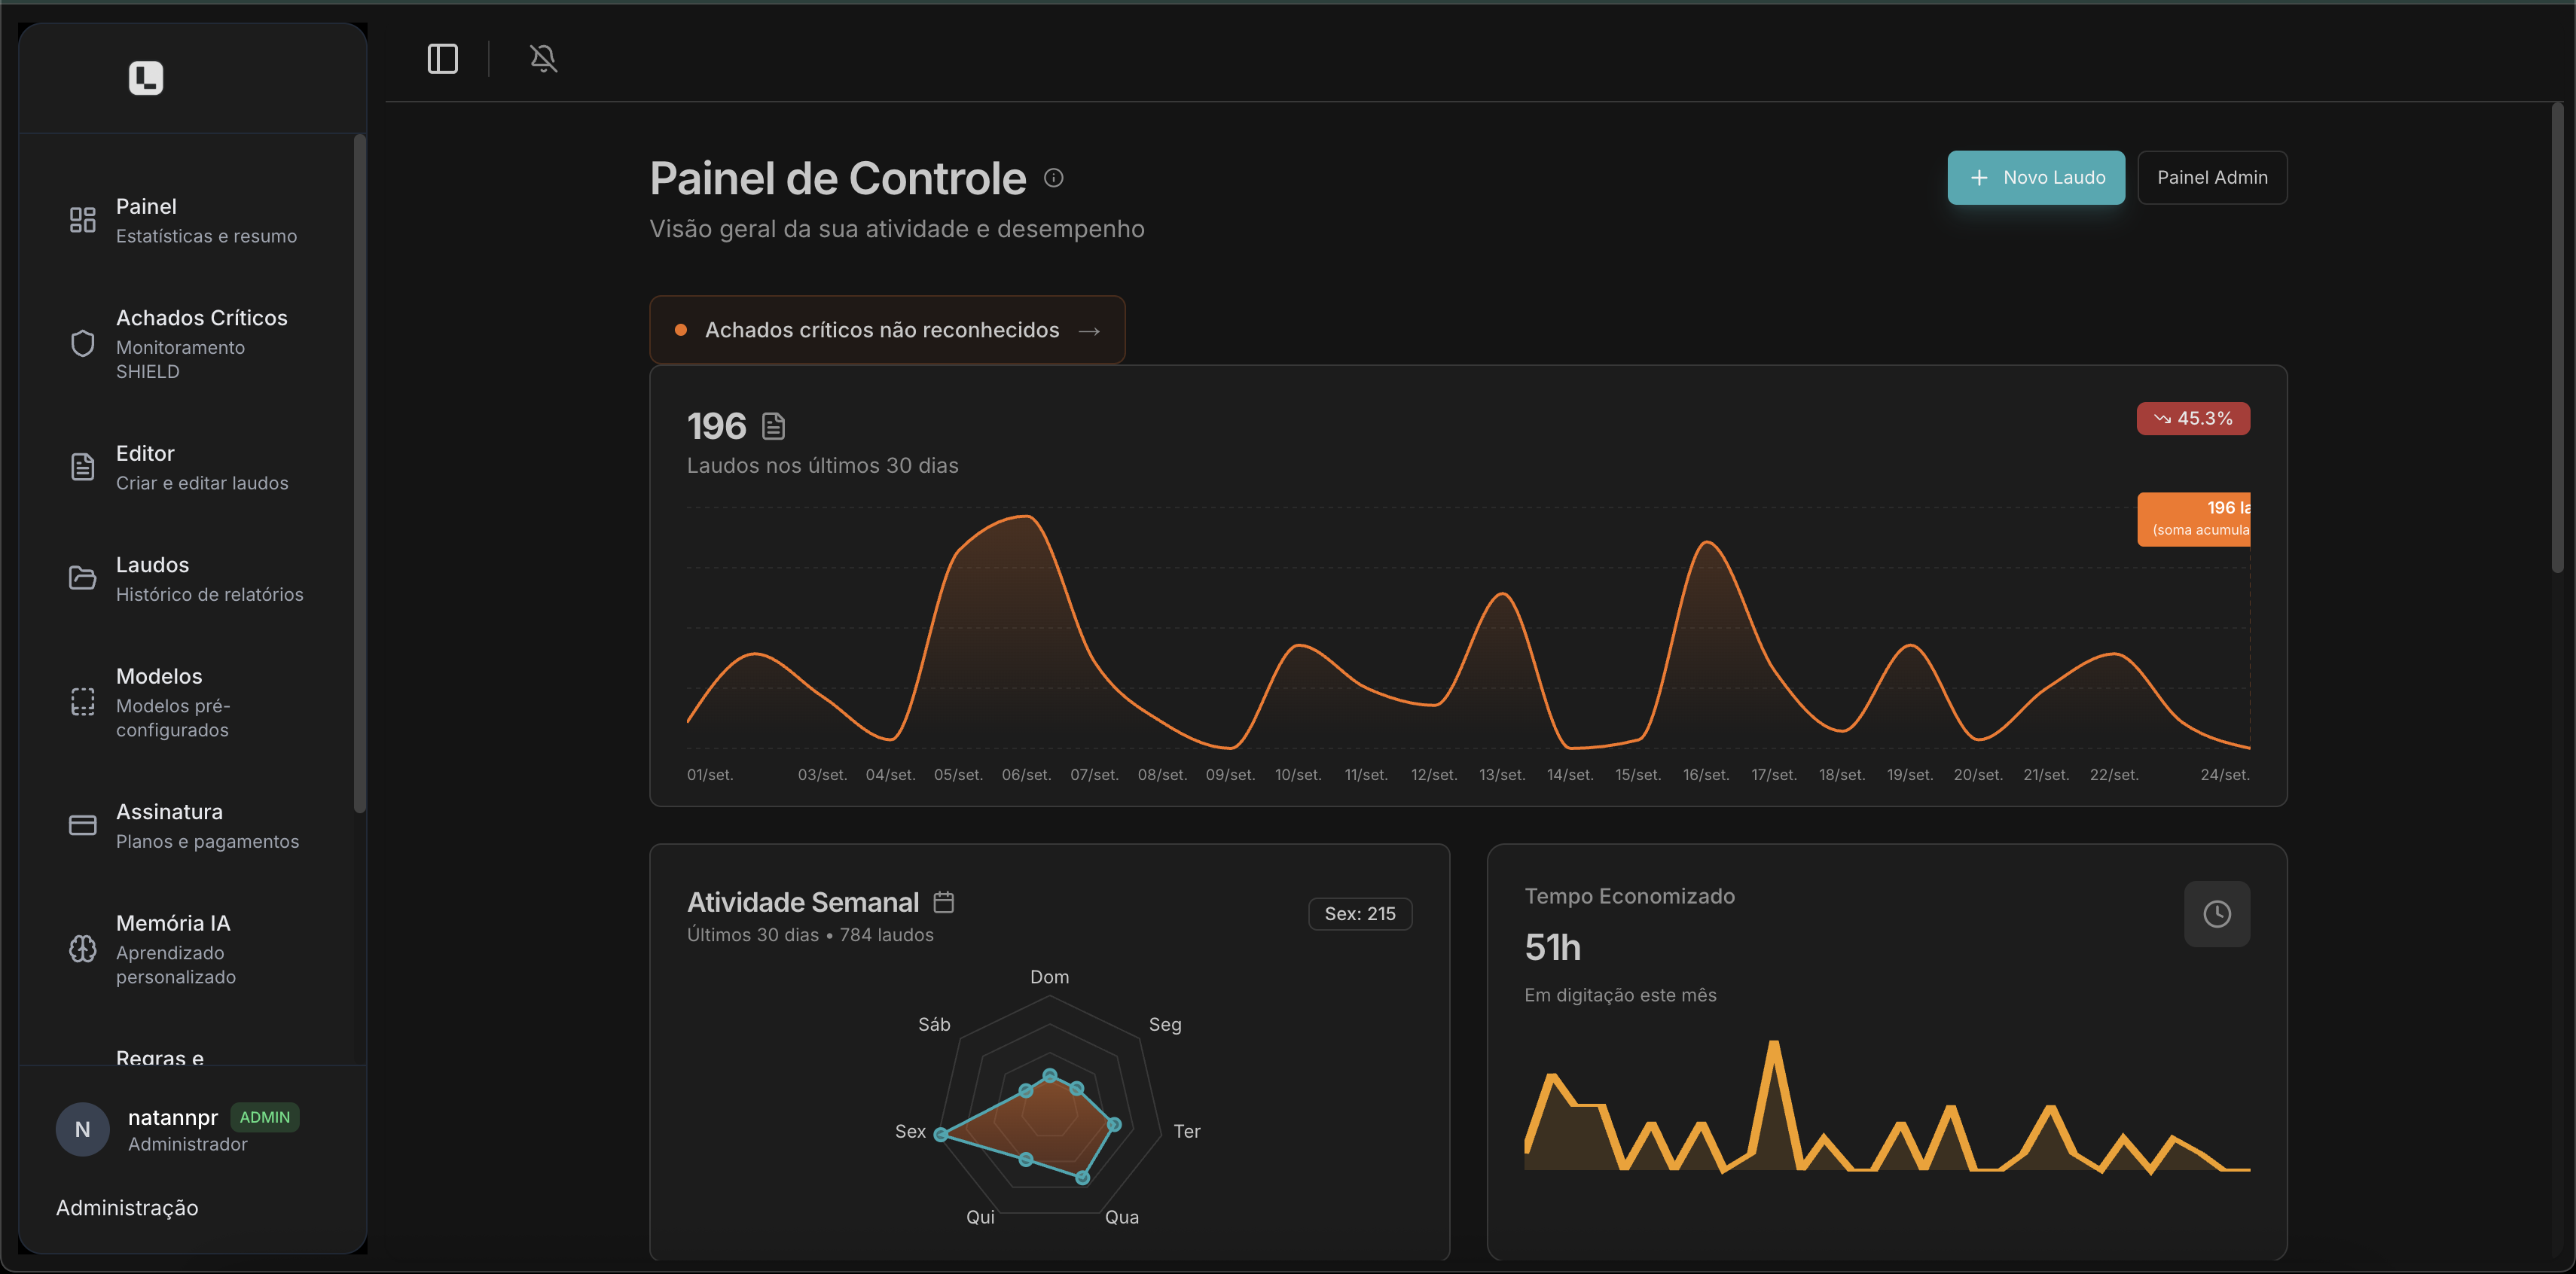 L
Painel
Estatísticas e resumo
Achados Críticos
Monitoramento
SHIELD
Editor
Criar e editar laudos
Laudos
Histórico de relatórios
Modelos
Modelos pré-
configurados
Assinatura
Planos e pagamentos
Memória IA
Aprendizado
personalizado
Regras e
N
natannpr ADMIN
Administrador
Administração
Painel de Controle
Visão geral da sua atividade e desempenho
Novo Laudo
Painel Admin
Achados críticos não reconhecidos →
196
Laudos nos últimos 30 dias
45.3%
196 la
(soma acumula
01/set. 03/set. 04/set. 05/set. 06/set. 07/set. 08/set. 09/set. 10/set. 11/set. 12/set. 13/set. 14/set. 15/set. 16/set. 17/set. 18/set. 19/set. 20/set. 21/set. 22/set. 24/set.
Atividade Semanal
Últimos 30 dias • 784 laudos
Sex: 215
Dom
Seg
Ter
Qua
Qui
Sex
Sáb
Tempo Economizado
51h
Em digitação este mês